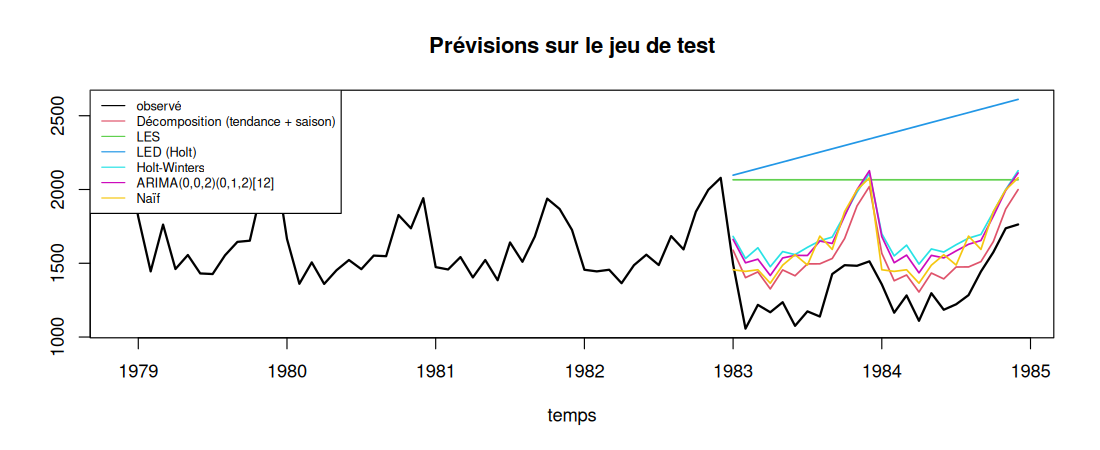 Prévisions sur le jeu de test
observé
Décomposition (tendance + saison)
LES
LED (Holt)
Holt-Winters
ARIMA(0,0,2)(0,1,2)[12]
Naïf
2500
2000
1500
1000
1979 1980 1981 1982 1983 1984 1985
temps